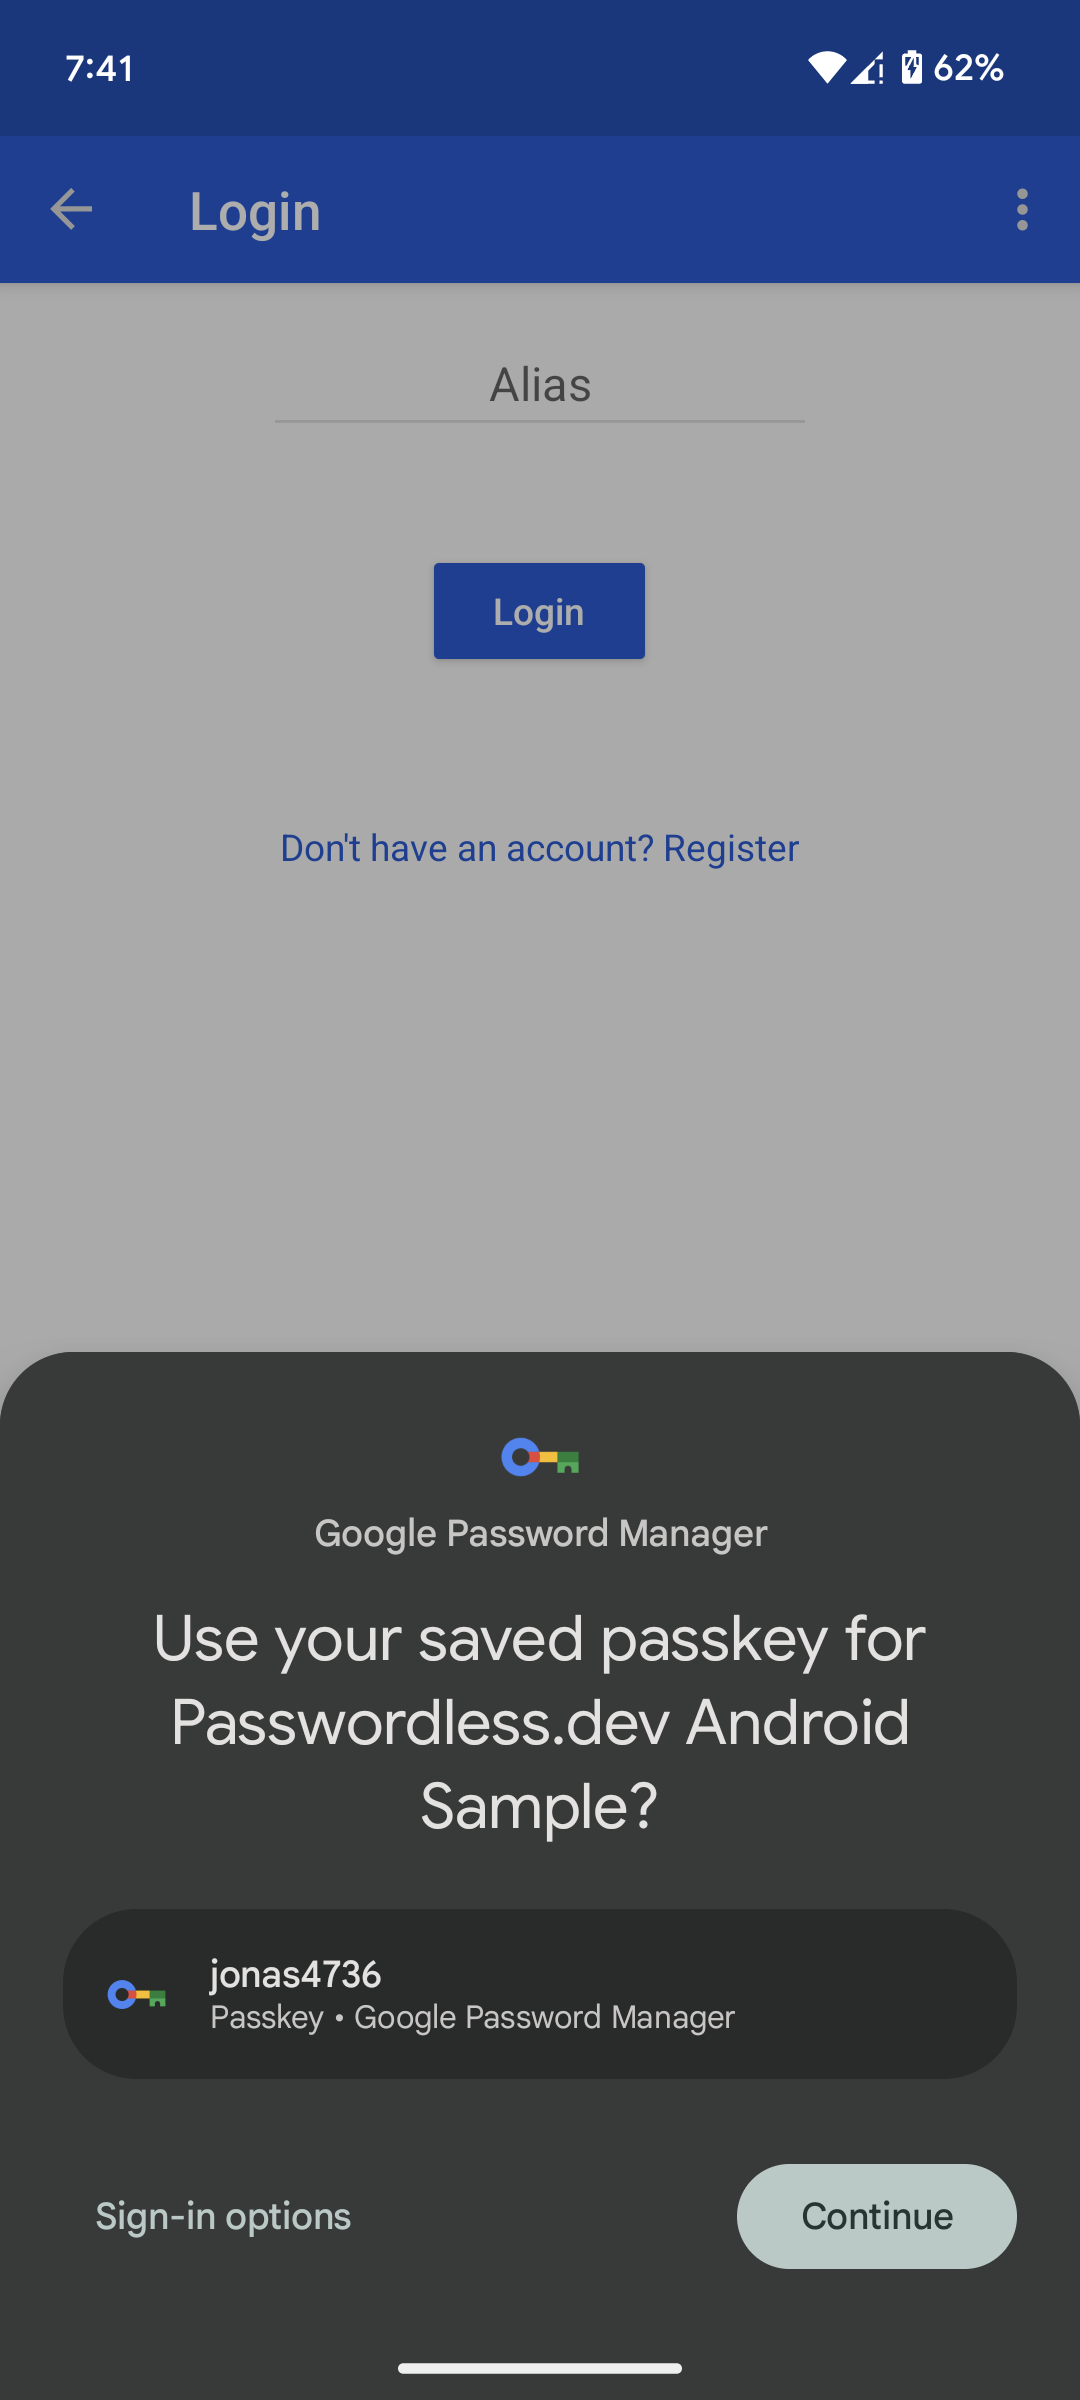 7:41
62%
Login
Alias
Login
Don't have an account? Register
Google Password Manager
Use your saved passkey for
Passwordless.dev Android
Sample?
jonas4736
Passkey • Google Password Manager
Sign-in options
Continue